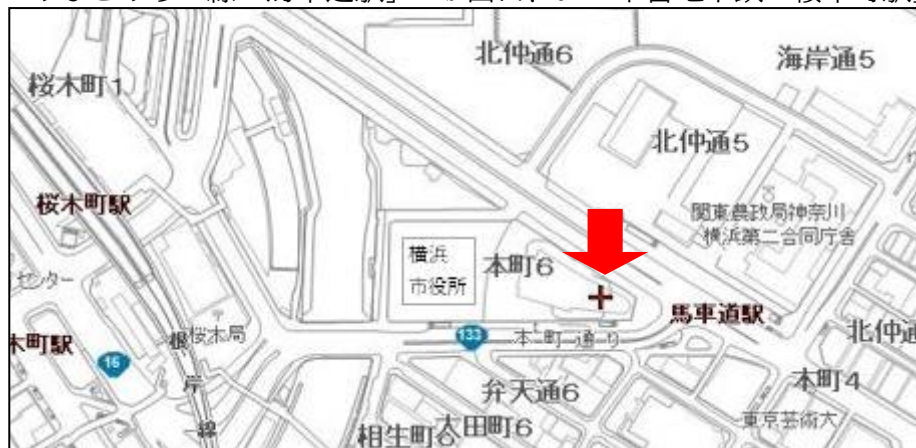 北仲通6
海岸通5
桜木町1
北仲通5
桜木町駅
関東農政局神奈川
横浜第二合同庁舎
横浜
市役所
本町6
センター
馬車道駅
桜木局
133
本町通り
北仲通
木町駅
16
根岸線
弁天通6
本町4
東京芸術大
相生町6
太田町6